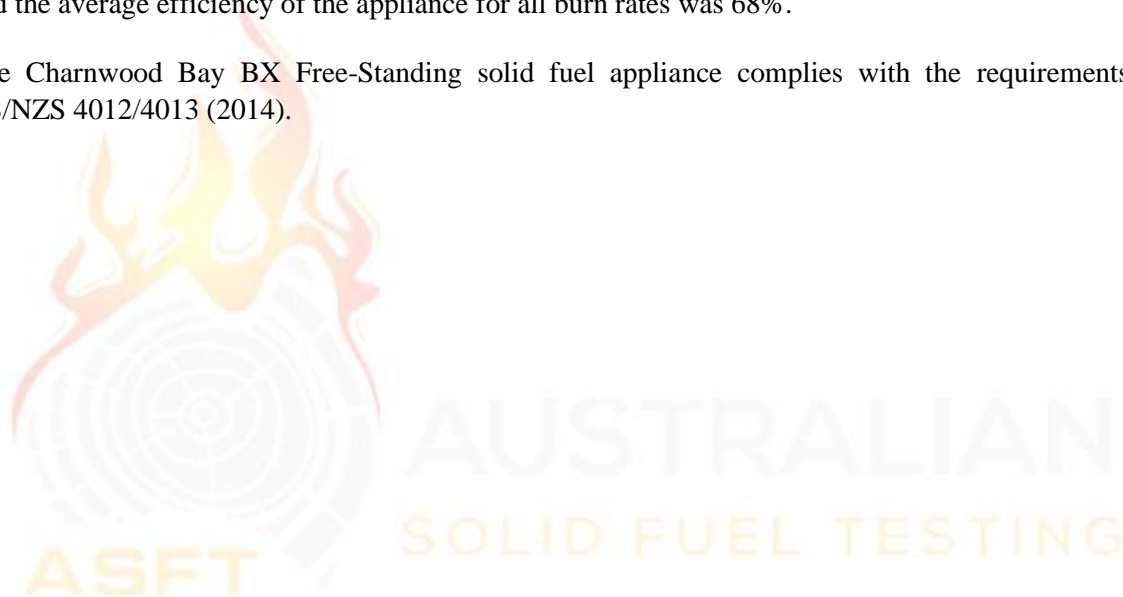 d the average efficiency of the appliance for all burn rates was 68%.
e Charnwood Bay BX Free-Standing solid fuel appliance complies with the requirements
/NZS 4012/4013 (2014).
AUSTRALIAN
SOLID FUEL TESTING
ASFT